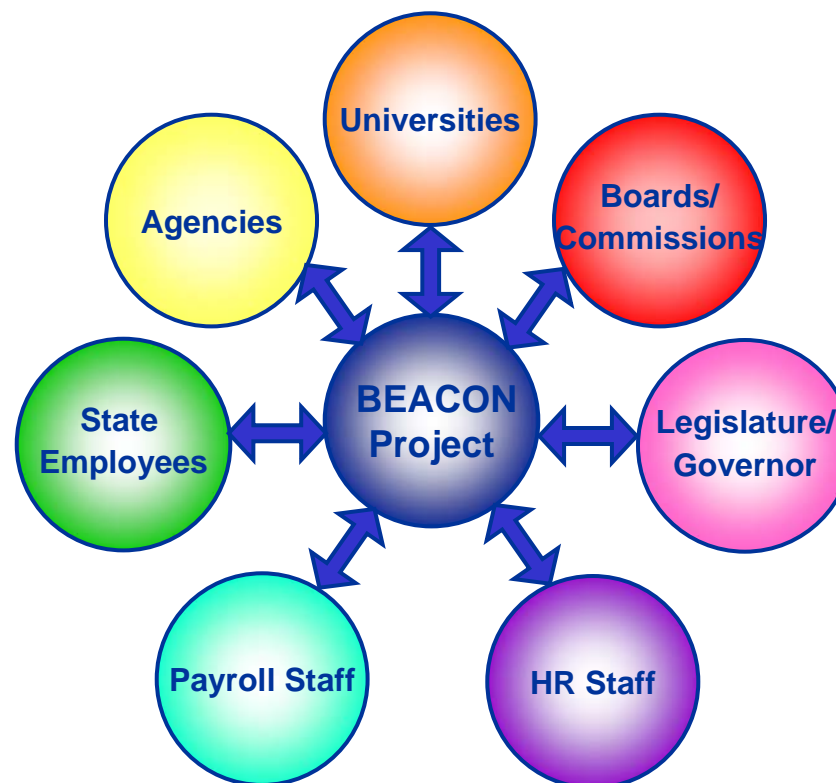 Universities
Agencies
Boards/
Commissions
BEACON
Project
State
Employees
Legislature/
Governor
Payroll Staff
HR Staff